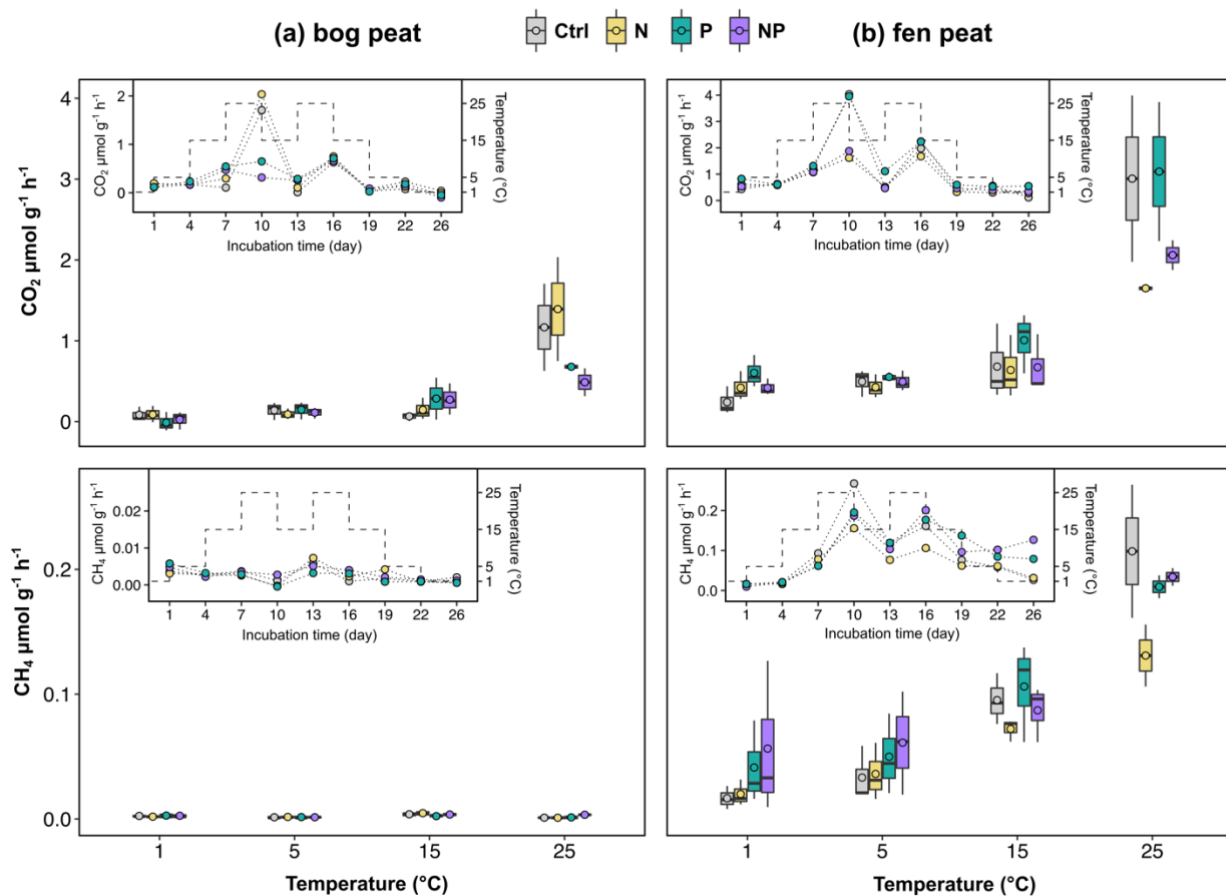 (a) bog peat
Ctrl N P NP
(b) fen peat
CO₂ μmol g⁻¹ h⁻¹
4
3
2
1
0
CO₂ μmol g⁻¹ h⁻¹
2
1
0
Temperature (°C)
25
15
5
1
1 4 7 10 13 16 19 22 26
Incubation time (day)
CO₂ μmol g⁻¹ h⁻¹
4
3
2
1
0
Temperature (°C)
25
15
5
1
1 4 7 10 13 16 19 22 26
Incubation time (day)
CH₄ μmol g⁻¹ h⁻¹
0.2
0.1
0.0
CH₄ μmol g⁻¹ h⁻¹
0.02
0.01
0.00
Temperature (°C)
25
15
5
1
1 4 7 10 13 16 19 22 26
Incubation time (day)
CH₄ μmol g⁻¹ h⁻¹
0.2
0.1
0.0
Temperature (°C)
25
15
5
1
1 4 7 10 13 16 19 22 26
Incubation time (day)
1 5 15 25
Temperature (°C)
1 5 15 25
Temperature (°C)